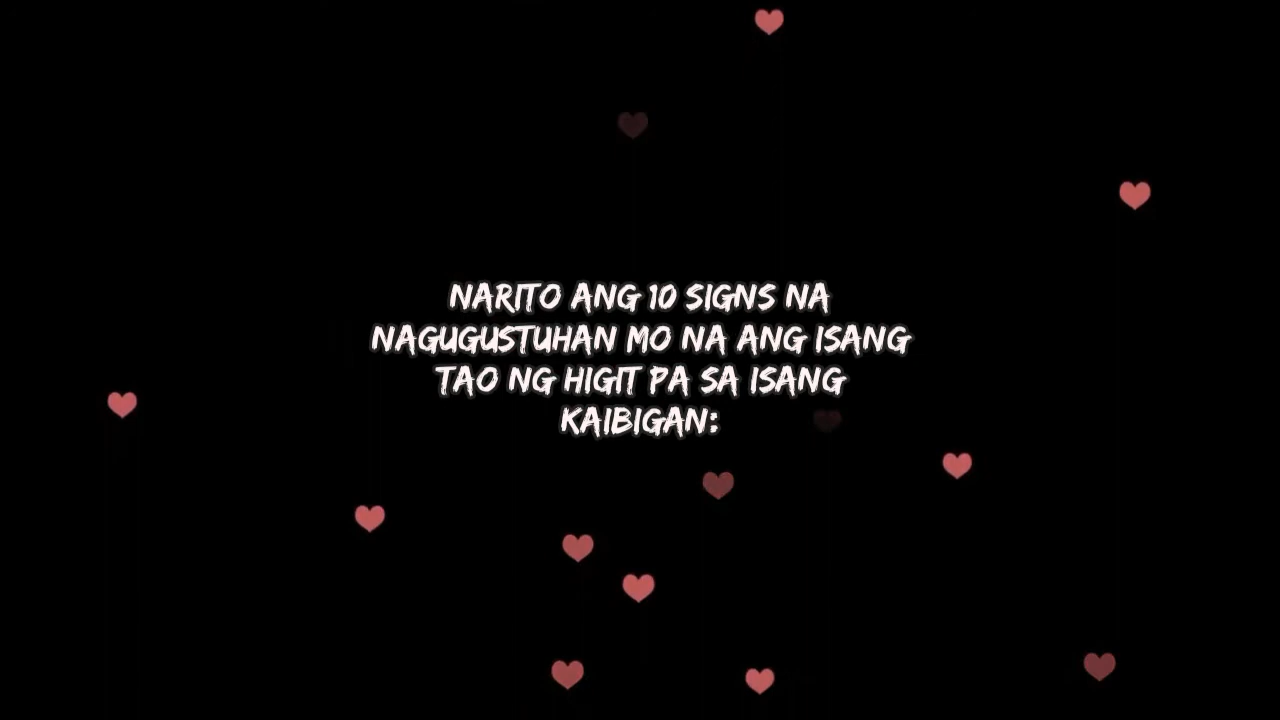 NARITO ANG 10 SIGNS NA
NAGUGUSTUHAN MO NA ANG ISANG
TAO NG HIGIT PA SA ISANG
KAIBIGAN: